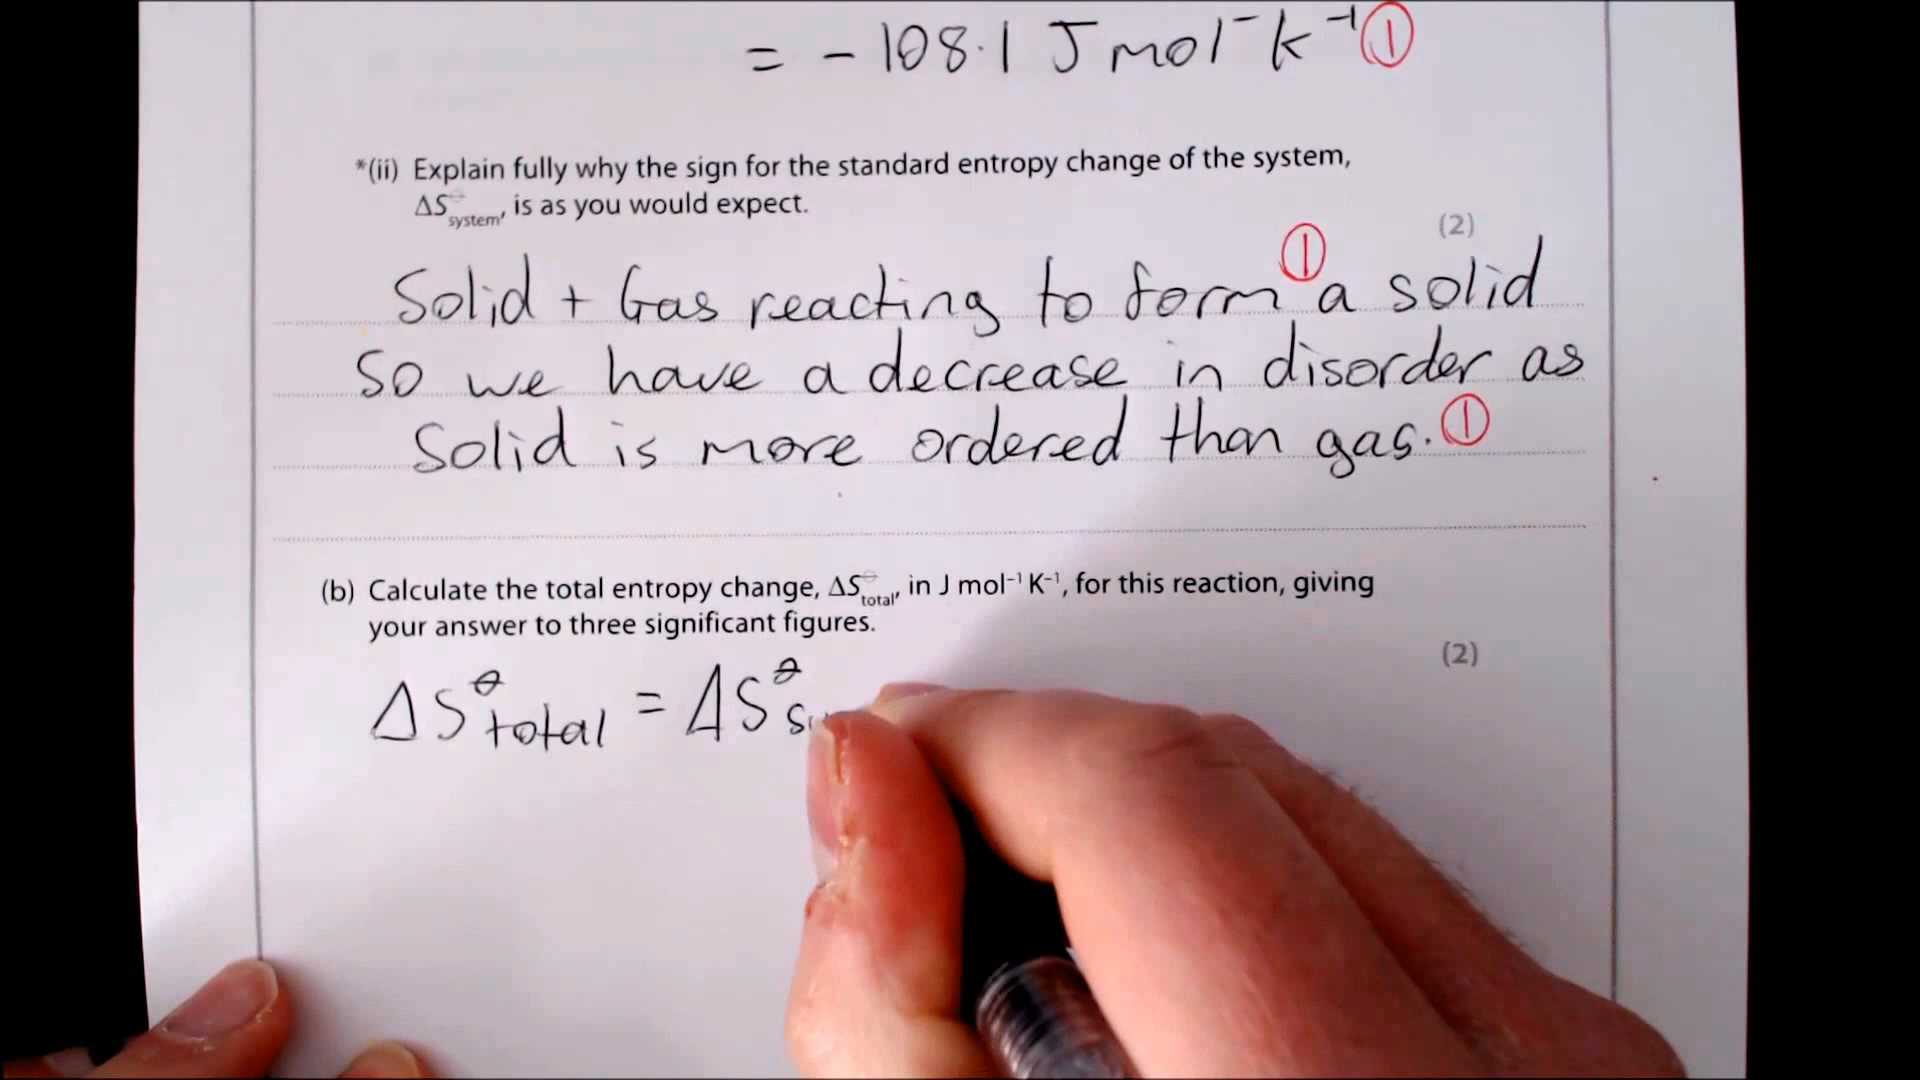 = - 108.1 J mol⁻ K⁻¹ ①
*(ii) Explain fully why the sign for the standard entropy change of the system,
ΔS⦵system, is as you would expect.
(2)
Solid + Gas reacting to form ① a solid
so we have a decrease in disorder as
Solid is more ordered than gas. ①
(b) Calculate the total entropy change, ΔS⦵total, in J mol⁻¹ K⁻¹, for this reaction, giving
your answer to three significant figures.
(2)
ΔS⦵total = ΔS⦵